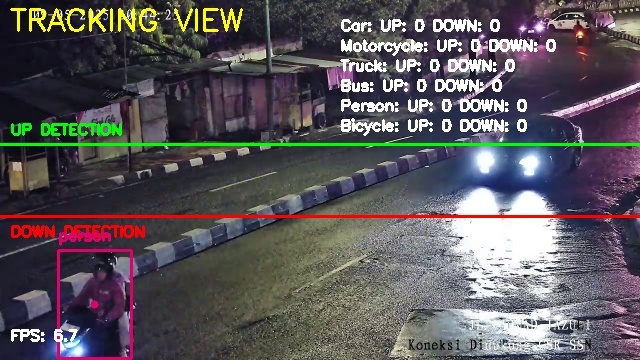 TRACKING VIEW
Car: UP: 0 DOWN: 0
Motorcycle: UP: 0 DOWN: 0
Truck: UP: 0 DOWN: 0
Bus: UP: 0 DOWN: 0
Person: UP: 0 DOWN: 0
Bicycle: UP: 0 DOWN: 0
UP DETECTION
DOWN DETECTION
person
FPS: 6.7
Koneksi